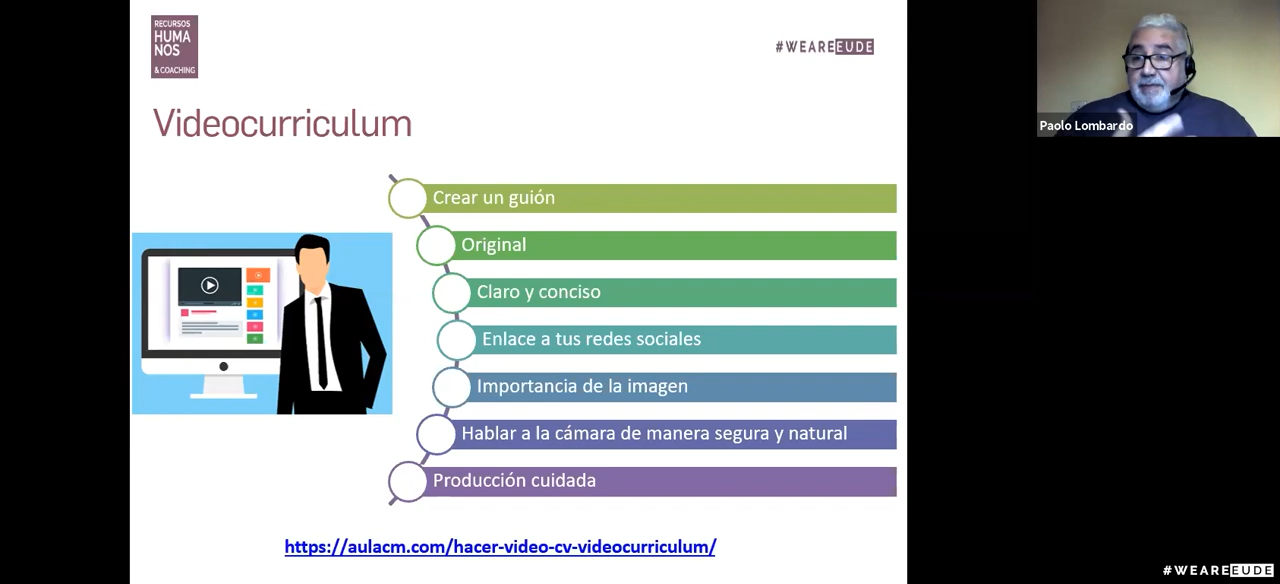 RECURSOS
HUMA
NOS
& COACHING
#WEAREEUDE
Videocurriculum
Crear un guión
Original
Claro y conciso
Enlace a tus redes sociales
Importancia de la imagen
Hablar a la cámara de manera segura y natural
Producción cuidada
https://aulacm.com/hacer-video-cv-videocurriculum/
Paolo Lombardo
#WEAREEUDE